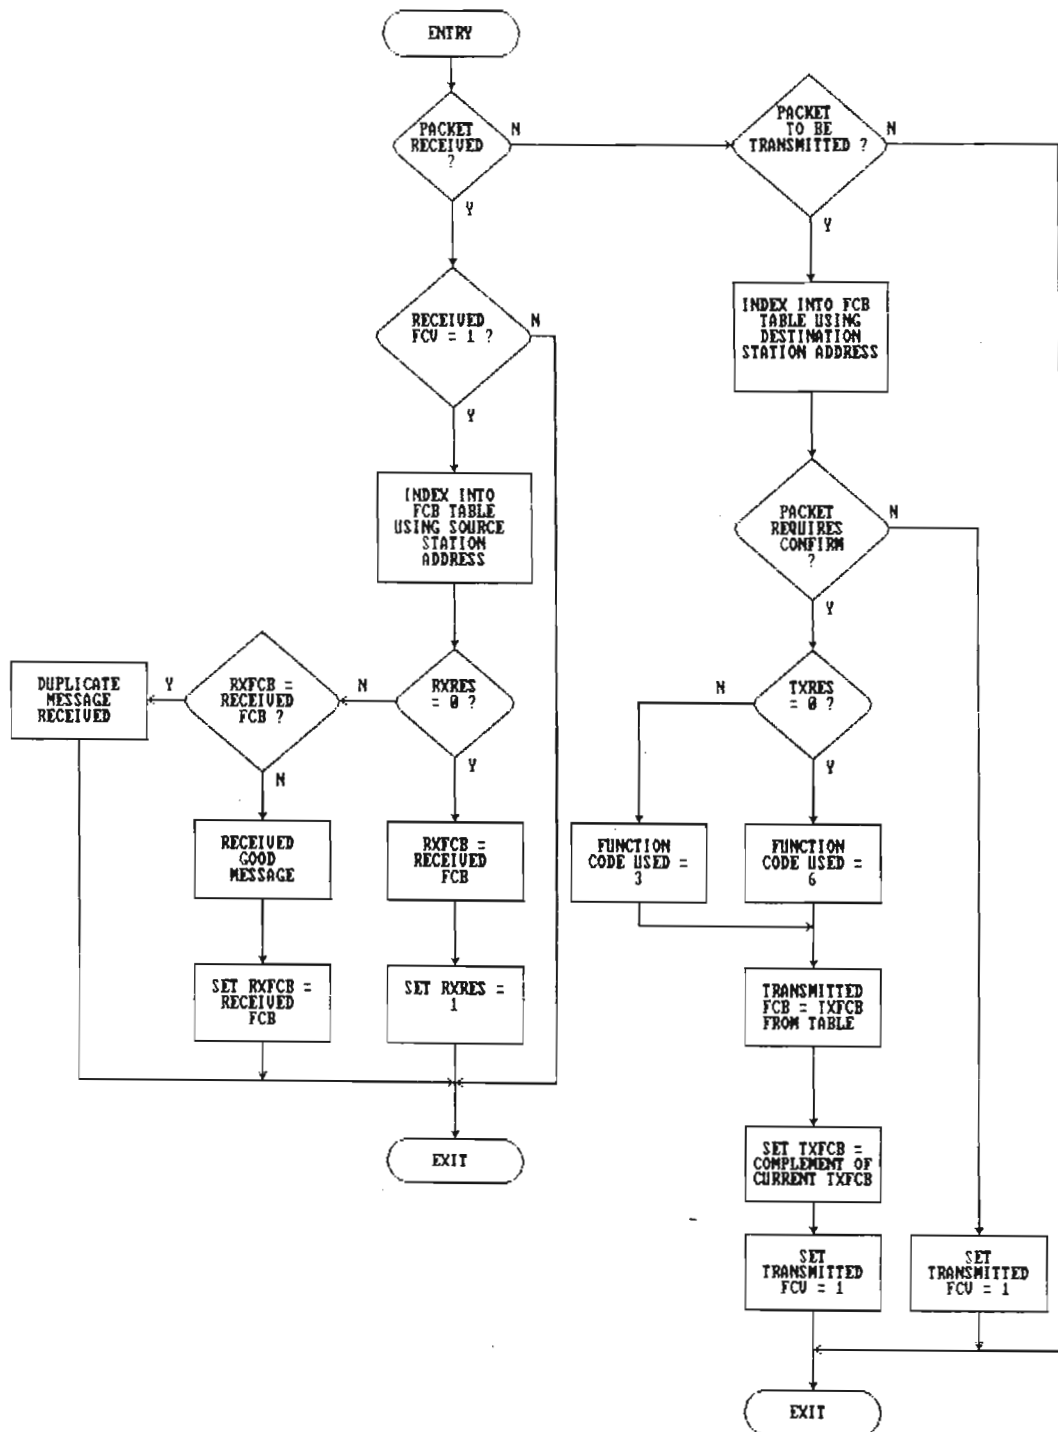 ENTRY
PACKET
RECEIVED
?
N
Y
PACKET
TO BE
TRANSMITTED ?
N
Y
RECEIVED
FCV = 1 ?
N
Y
INDEX INTO FCB
TABLE USING
DESTINATION
STATION ADDRESS
INDEX INTO
FCB TABLE
USING SOURCE
STATION
ADDRESS
PACKET
REQUIRES
CONFIRM
?
N
Y
DUPLICATE
MESSAGE
RECEIVED
Y
RXFCB =
RECEIVED
FCB ?
N
N
RXRES
= 0 ?
Y
N
TXRES
= 0 ?
Y
RECEIVED
GOOD
MESSAGE
RXFCB =
RECEIVED
FCB
FUNCTION
CODE USED =
3
FUNCTION
CODE USED =
6
SET RXFCB =
RECEIVED
FCB
SET RXRES =
1
TRANSMITTED
FCB = TXFCB
FROM TABLE
EXIT
SET TXFCB =
COMPLEMENT OF
CURRENT TXFCB
SET
TRANSMITTED
FCV = 1
SET
TRANSMITTED
FCV = 1
EXIT